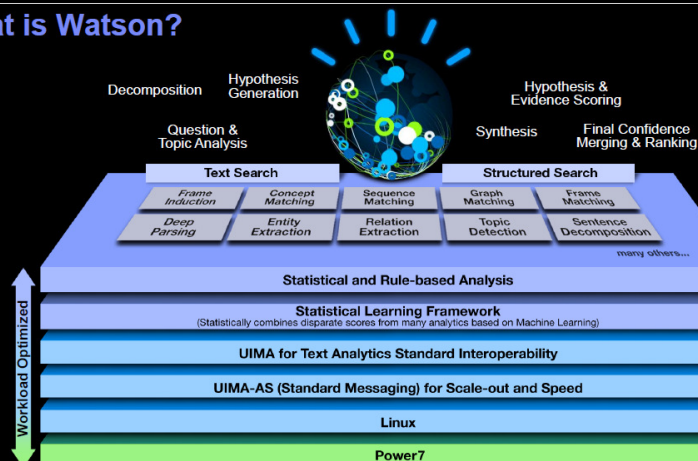 at is Watson?
Decomposition
Hypothesis
Generation
Question &
Topic Analysis
Hypothesis &
Evidence Scoring
Synthesis
Final Confidence
Merging & Ranking
Text Search
Structured Search
Frame
Induction
Concept
Matching
Sequence
Matching
Graph
Matching
Frame
Matching
Deep
Parsing
Entity
Extraction
Relation
Extraction
Topic
Detection
Sentence
Decomposition
many others...
Workload Optimized
Statistical and Rule-based Analysis
Statistical Learning Framework
(Statistically combines disparate scores from many analytics based on Machine Learning)
UIMA for Text Analytics Standard Interoperability
UIMA-AS (Standard Messaging) for Scale-out and Speed
Linux
Power7